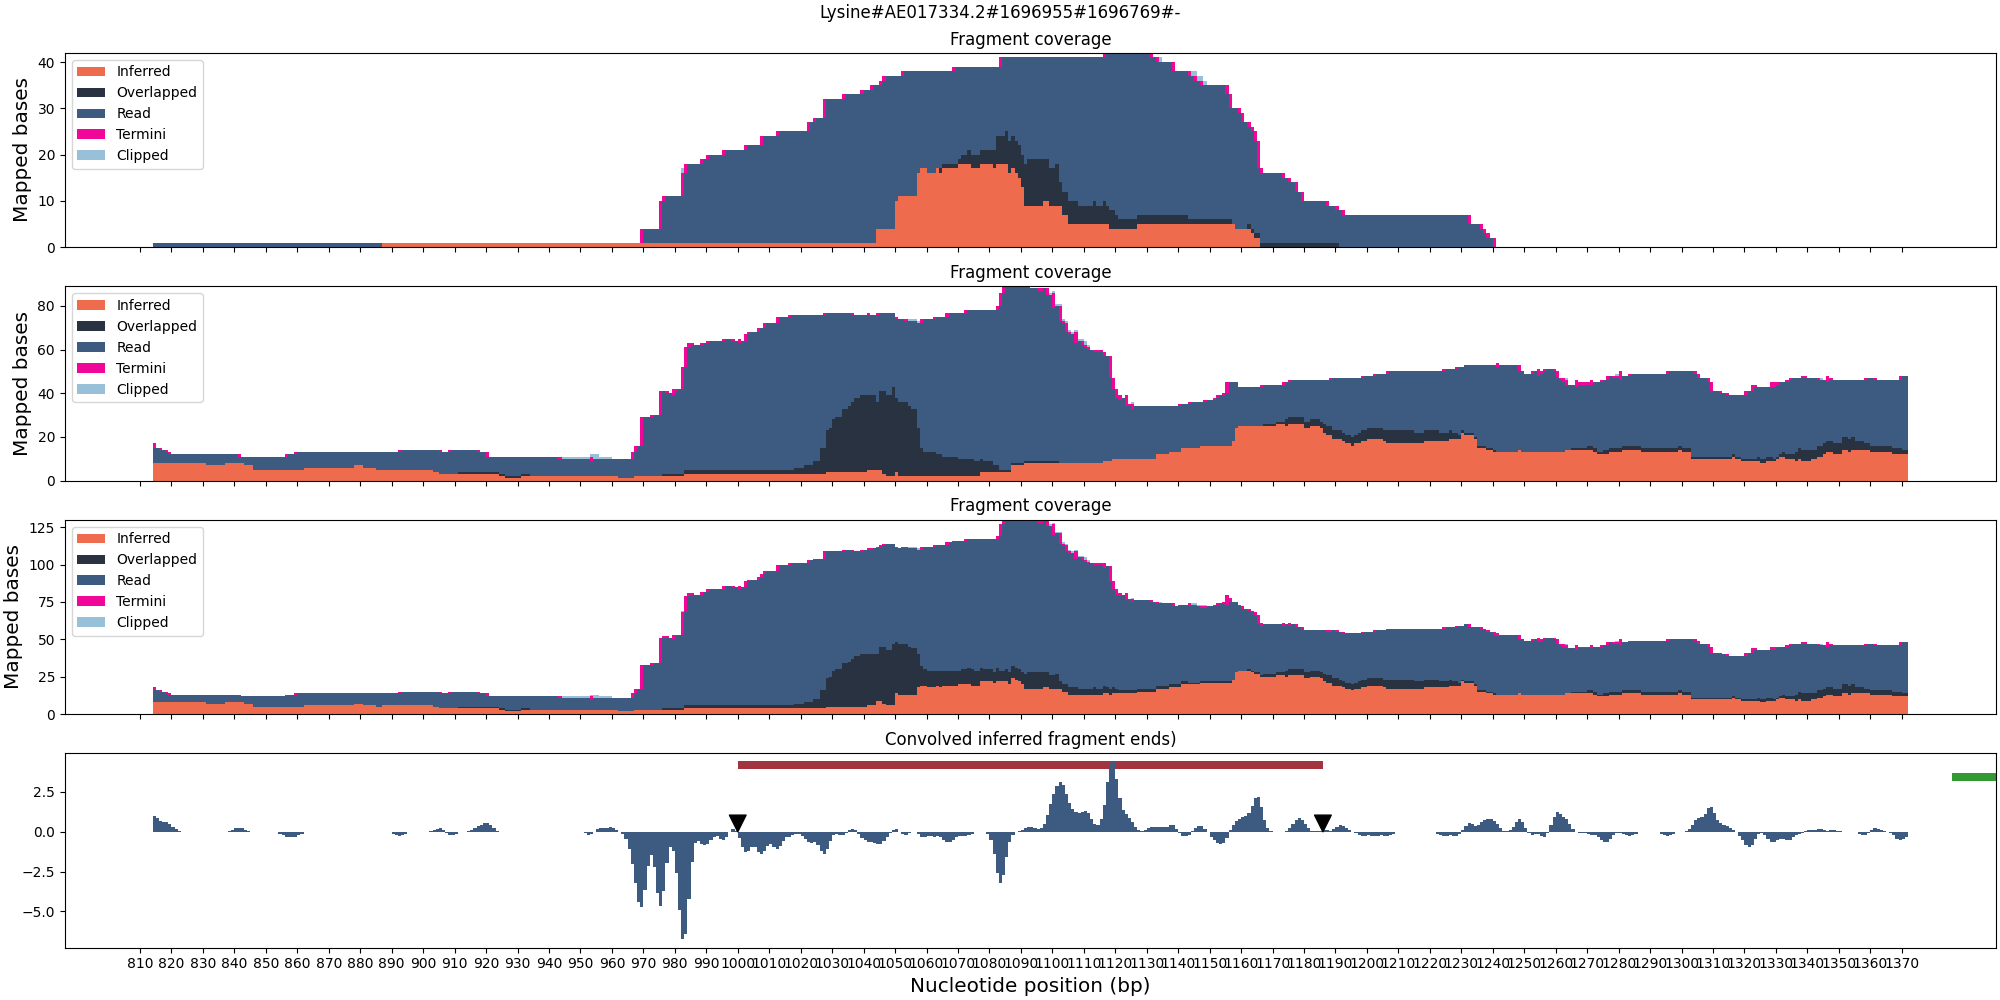 Lysine#AE017334.2#1696955#1696769#-
Fragment coverage
Mapped bases
40
30
20
10
0
Inferred
Overlapped
Read
Termini
Clipped
Fragment coverage
Mapped bases
80
60
40
20
0
Inferred
Overlapped
Read
Termini
Clipped
Fragment coverage
Mapped bases
125
100
75
50
25
0
Inferred
Overlapped
Read
Termini
Clipped
Convolved inferred fragment ends)
2.5
0.0
−2.5
−5.0
810 820 830 840 850 860 870 880 890 900 910 920 930 940 950 960 970 980 990 1000 1010 1020 1030 1040 1050 1060 1070 1080 1090 1100 1110 1120 1130 1140 1150 1160 1170 1180 1190 1200 1210 1220 1230 1240 1250 1260 1270 1280 1290 1300 1310 1320 1330 1340 1350 1360 1370
Nucleotide position (bp)